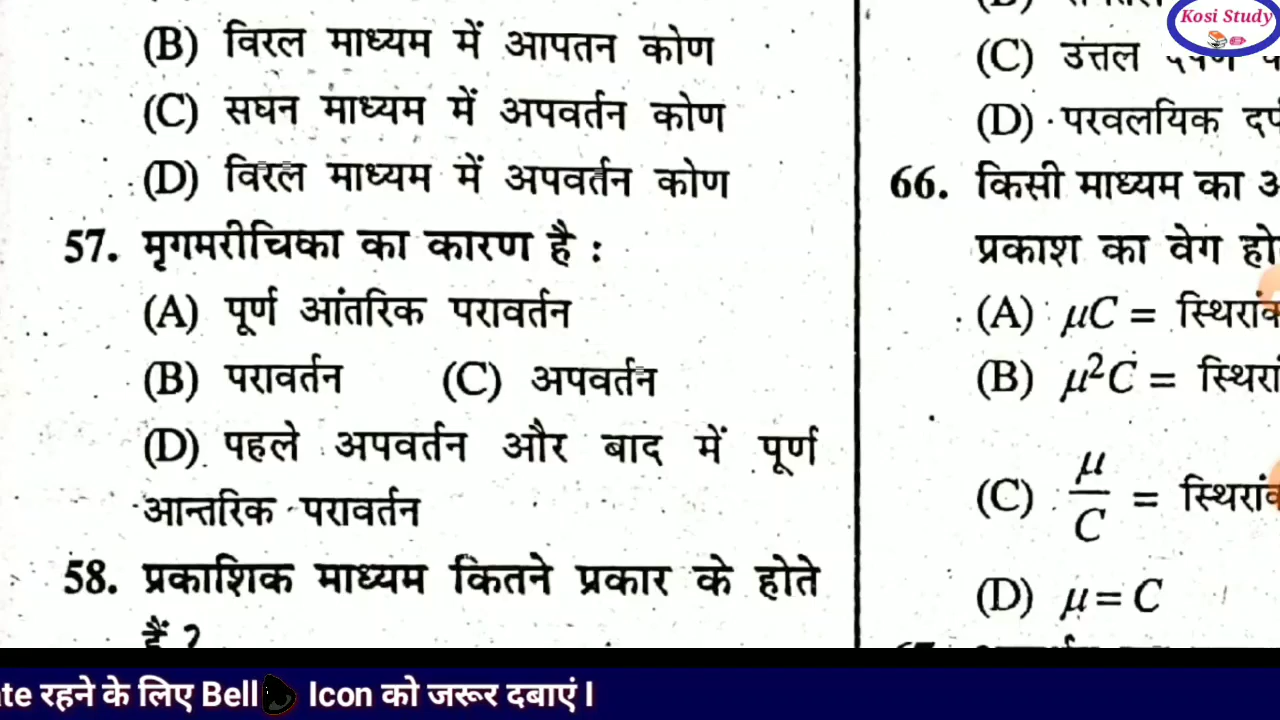 (B) विरल माध्यम में आपतन कोण
(C) सघन माध्यम में अपवर्तन कोण
(D) विरल माध्यम में अपवर्तन कोण
57. मृगमरीचिका का कारण है :
(A) पूर्ण आंतरिक परावर्तन
(B) परावर्तन (C) अपवर्तन
(D) पहले अपवर्तन और बाद में पूर्ण
आन्तरिक परावर्तन
58. प्रकाशिक माध्यम कितने प्रकार के होते
हैं ?
Kosi Study
(C) उत्तल
(D) परवलयिक
66. किसी माध्यम का
प्रकाश का वेग
(A) μC =
(B) μ²C =
(C) μ/C =
(D) μ = C
रहने के लिए Bell Icon को जरूर दबाएं I